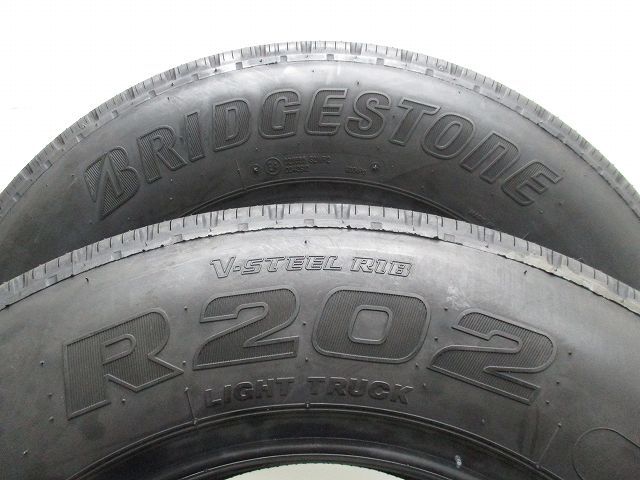 BRIDGESTONE
V-STEEL RIB
R202
LIGHT TRUCK